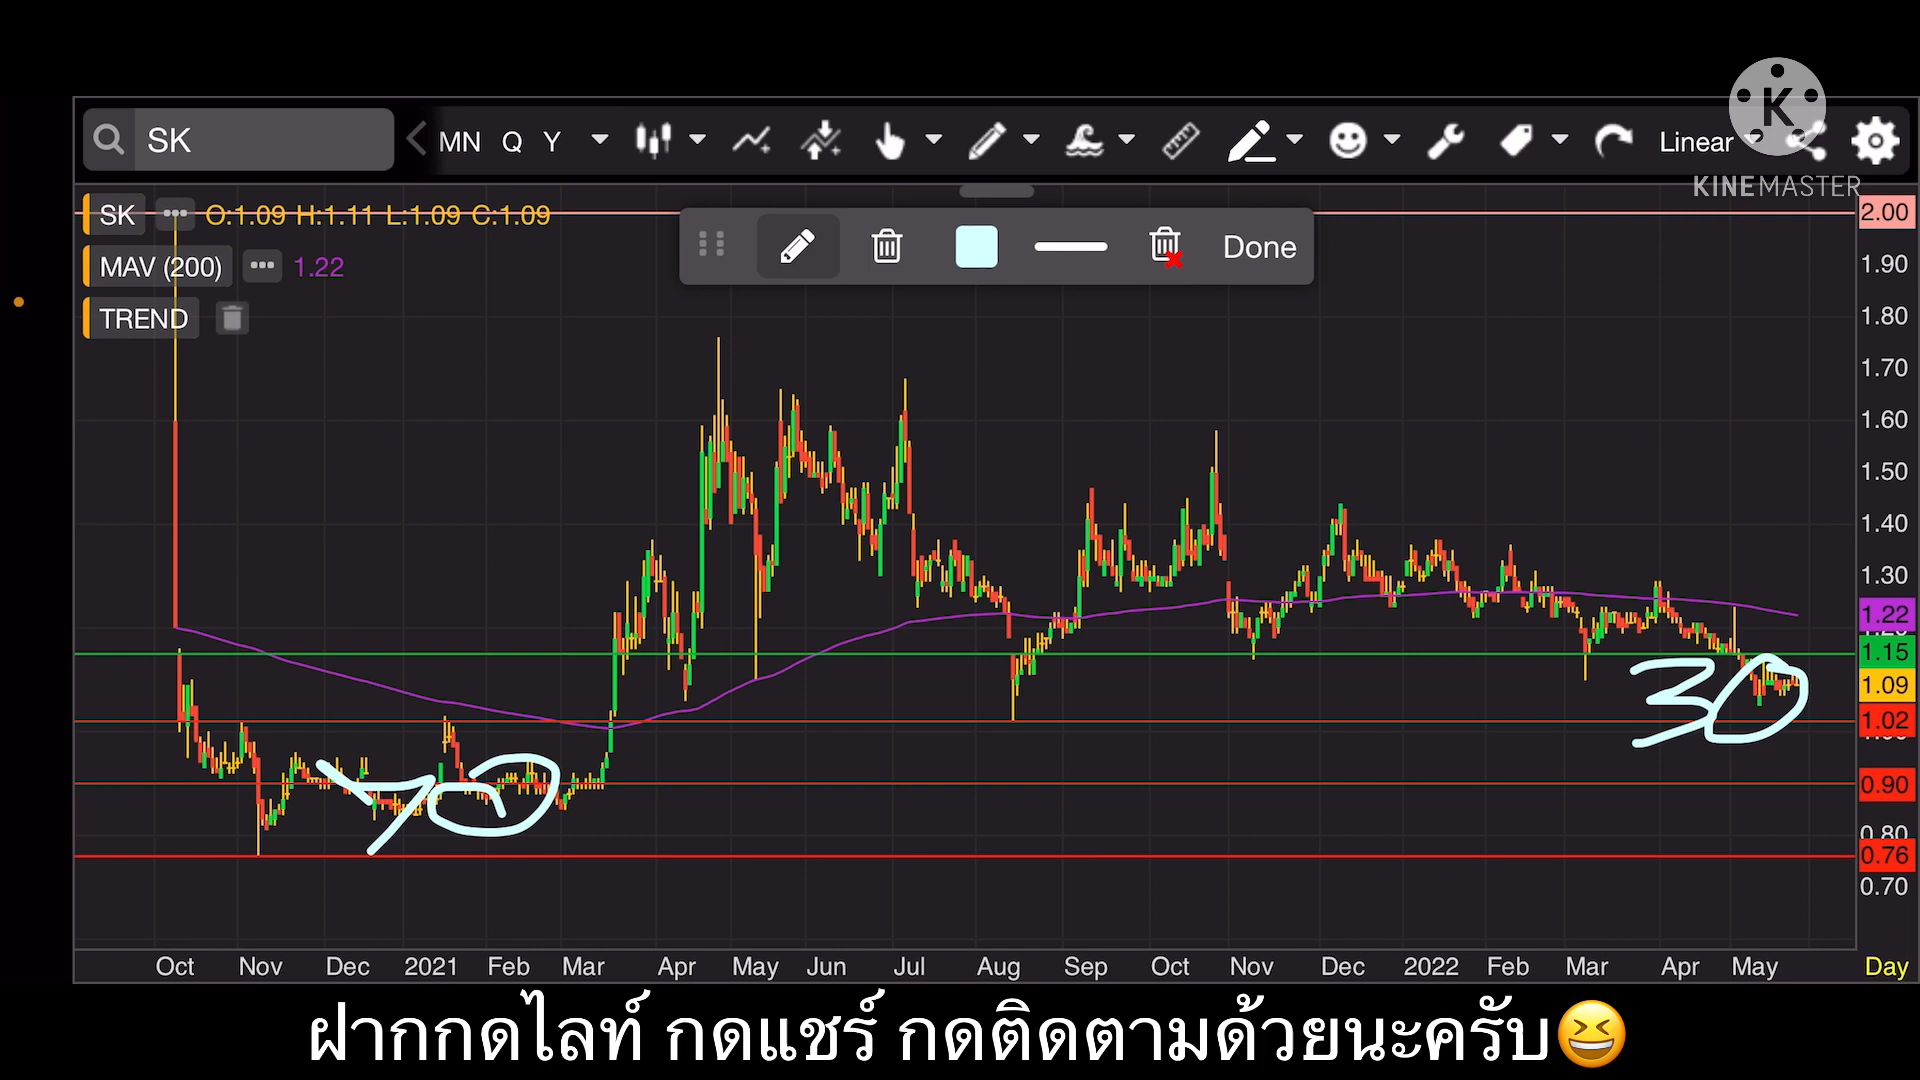 SK MN Q Y Linear K
KINEMASTER
SK ... O:1.09 H:1.11 L:1.09 C:1.09
MAV (200) ... 1.22
TREND
Done
2.00
1.90
1.80
1.70
1.60
1.50
1.40
1.30
1.22
1.15
1.09
1.02
0.90
0.80
0.76
0.70
30
Oct Nov Dec 2021 Feb Mar Apr May Jun Jul Aug Sep Oct Nov Dec 2022 Feb Mar Apr May Day
ฝากกดไลท์ กดแชร์ กดติดตามด้วยนะครับ😆